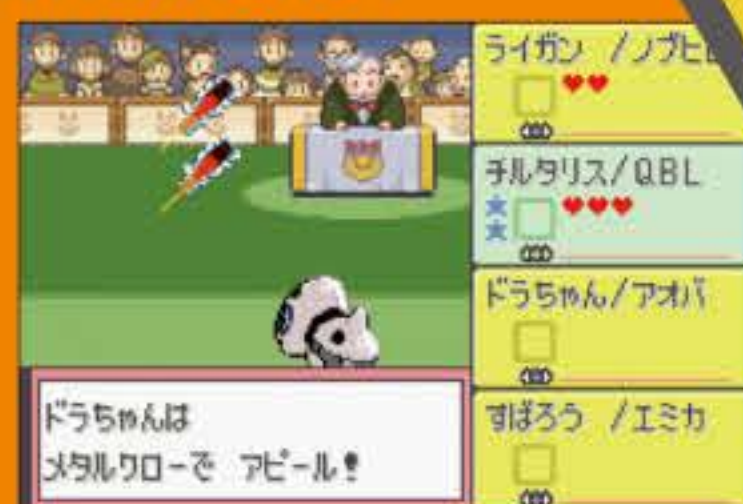 ライガン /ノブヒ
チルタリス/QBL
ドラちゃん/アオバ
すばろう /エミカ
ドラちゃんは
メタルクローで アピール!